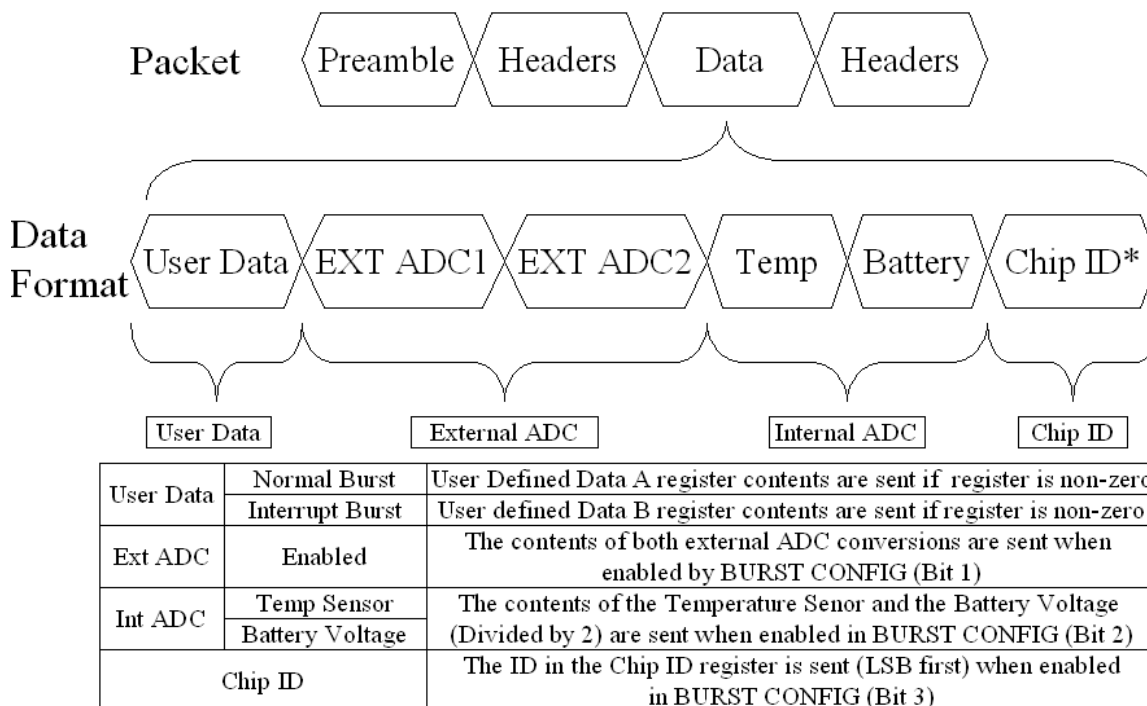 Packet
Preamble Headers Data Headers
Data
Format
User Data EXT ADC1 EXT ADC2 Temp Battery Chip ID*
User Data External ADC Internal ADC Chip ID
User Data
Normal Burst User Defined Data A register contents are sent if register is non-zero
Interrupt Burst User defined Data B register contents are sent if register is non-zero
Ext ADC Enabled
The contents of both external ADC conversions are sent when
enabled by BURST CONFIG (Bit 1)
Int ADC
Temp Sensor
Battery Voltage
The contents of the Temperature Senor and the Battery Voltage
(Divided by 2) are sent when enabled in BURST CONFIG (Bit 2)
Chip ID
The ID in the Chip ID register is sent (LSB first) when enabled
in BURST CONFIG (Bit 3)